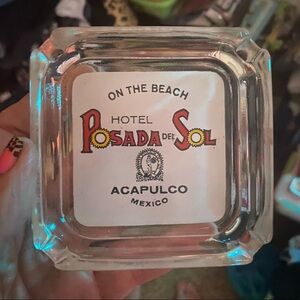 ON THE BEACH
HOTEL
POSADA DEL SOL
ACAPULCO
MEXICO